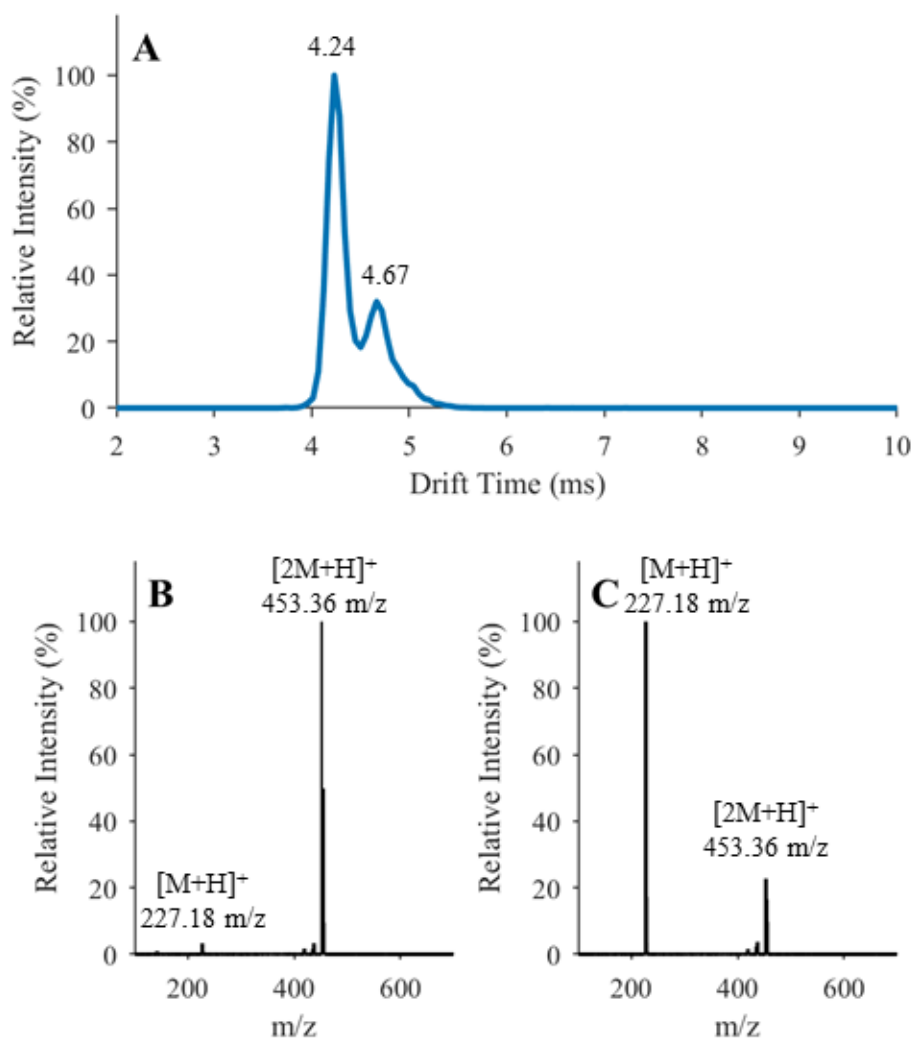 A
4.24
4.67
Relative Intensity (%)
100
80
60
40
20
0
2 3 4 5 6 7 8 9 10
Drift Time (ms)
B
[2M+H]⁺
453.36 m/z
[M+H]⁺
227.18 m/z
Relative Intensity (%)
100
80
60
40
20
0
200 400 600
m/z
C
[M+H]⁺
227.18 m/z
[2M+H]⁺
453.36 m/z
Relative Intensity (%)
100
80
60
40
20
0
200 400 600
m/z